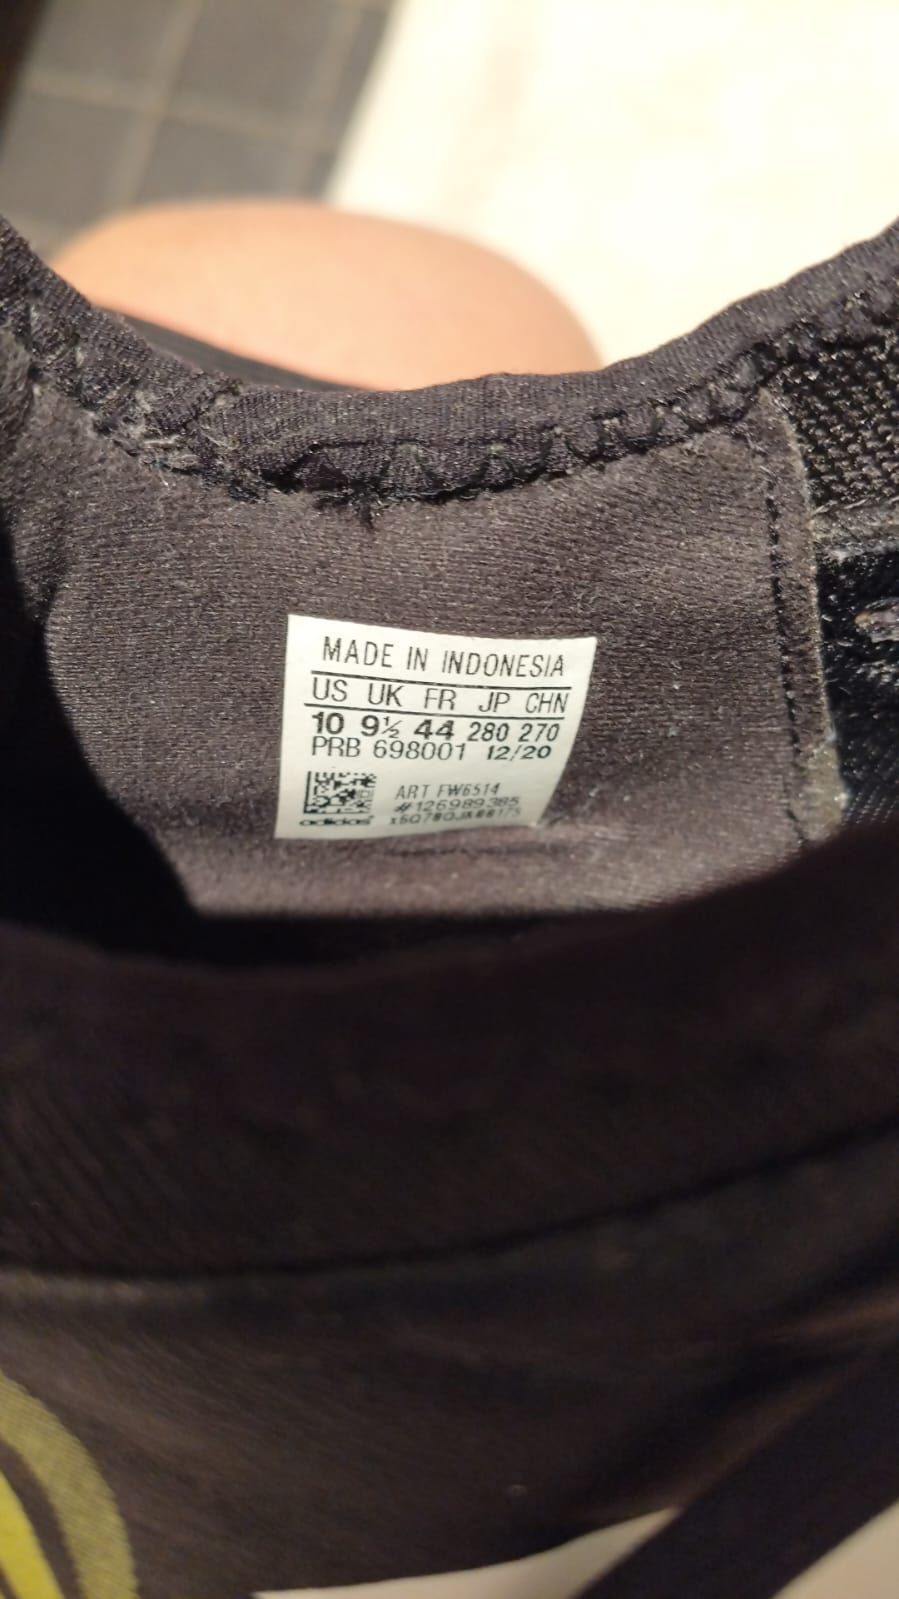 MADE IN INDONESIA
US UK FR JP CHN
10 9½ 44 280 270
PRB 698001 12/20
ART FW6514
#126989385
adidas